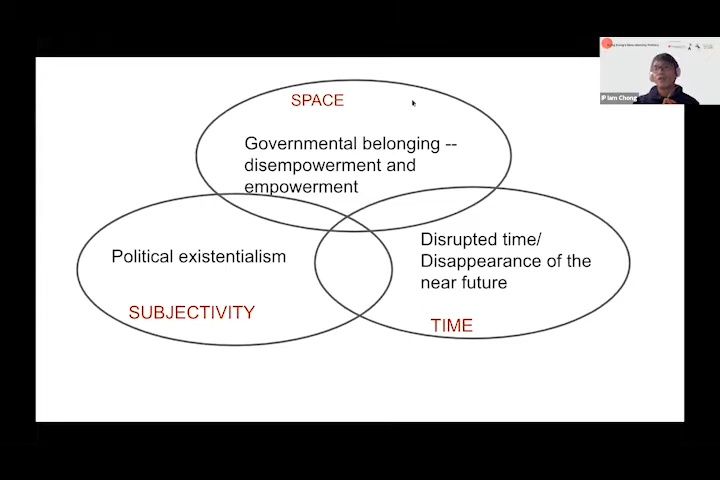 SPACE
Governmental belonging --
disempowerment and
empowerment
Political existentialism
SUBJECTIVITY
Disrupted time/
Disappearance of the
near future
TIME
IP Iam Chong